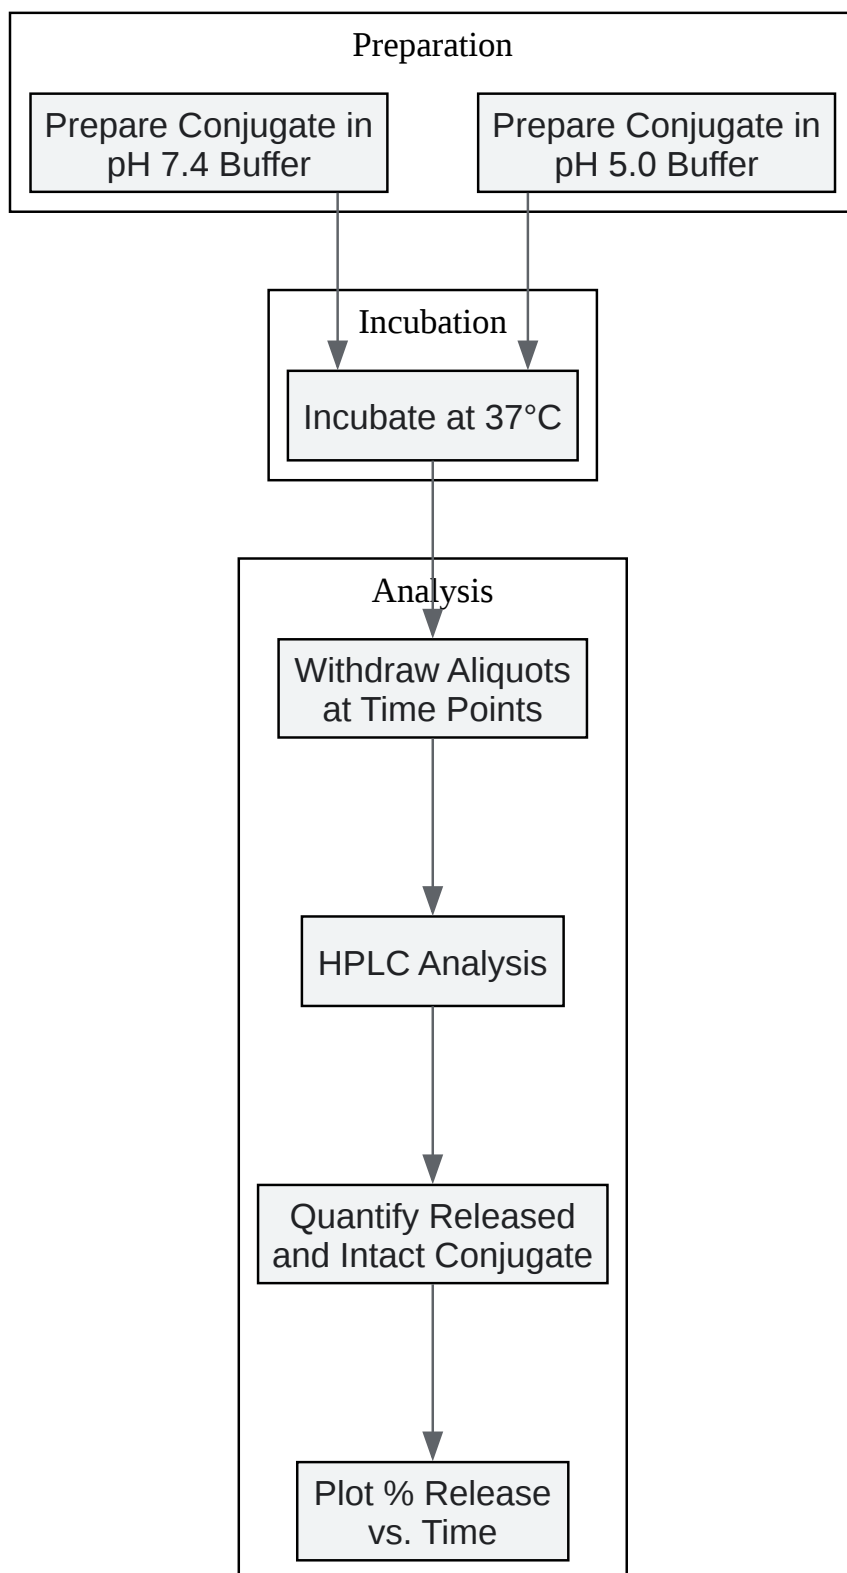 Preparation
Prepare Conjugate in
pH 7.4 Buffer
Prepare Conjugate in
pH 5.0 Buffer
Incubation
Incubate at 37°C
Analysis
Withdraw Aliquots
at Time Points
HPLC Analysis
Quantify Released
and Intact Conjugate
Plot % Release
vs. Time